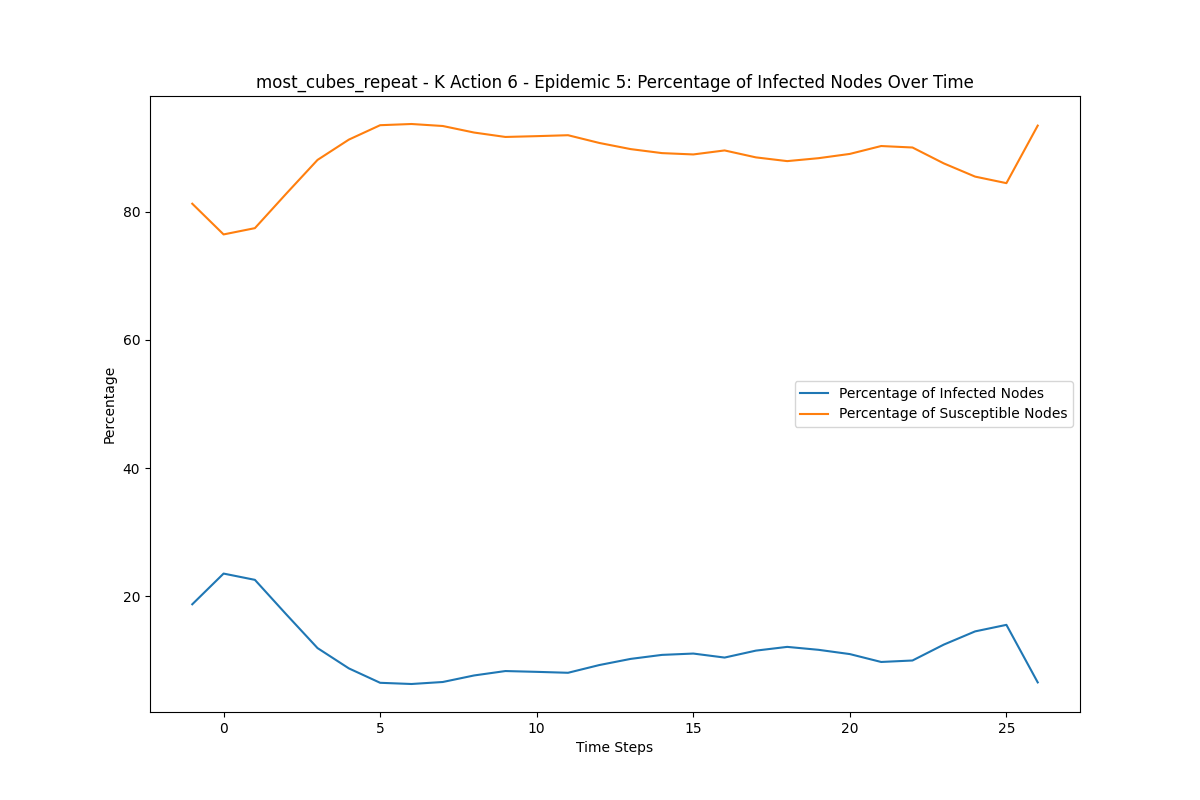 most_cubes_repeat - K Action 6 - Epidemic 5: Percentage of Infected Nodes Over Time
Percentage
80
60
40
20
Percentage of Infected Nodes
Percentage of Susceptible Nodes
0 5 10 15 20 25
Time Steps